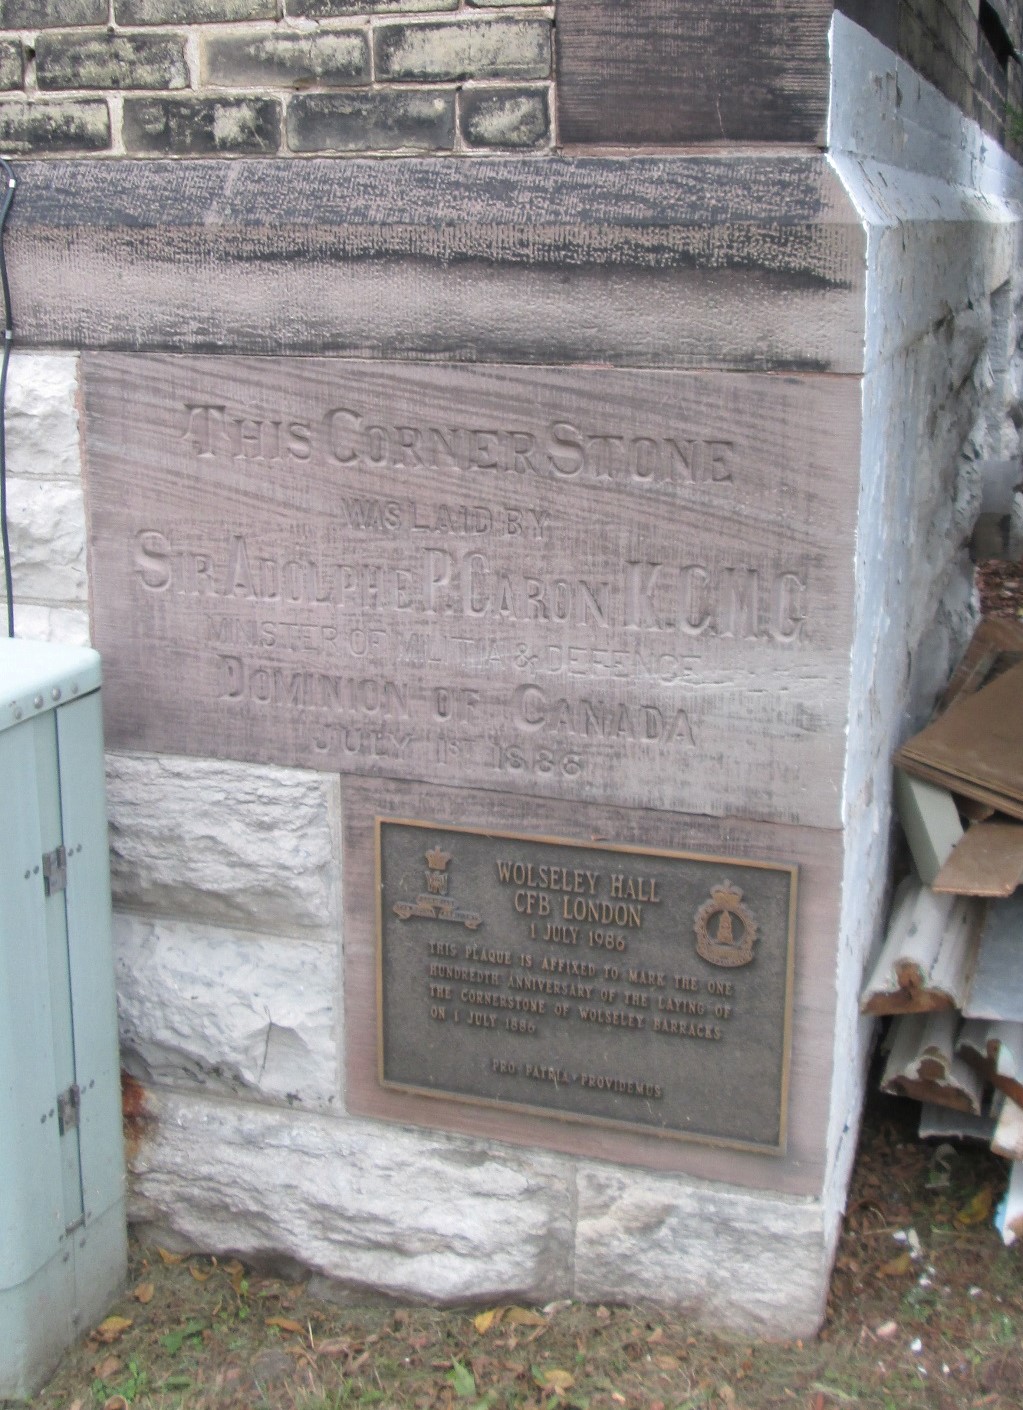 THIS CORNER STONE
WAS LAID BY
SIR ADOLPHE P. CARON K.C.M.G
MINISTER OF MILITIA & DEFENCE
DOMINION OF CANADA
JULY 1ST 1886
WOLSELEY HALL
CFB LONDON
1 JULY 1986
THIS PLAQUE IS AFFIXED TO MARK THE ONE
HUNDREDTH ANNIVERSARY OF THE LAYING OF
THE CORNERSTONE OF WOLSELEY BARRACKS
ON 1 JULY 1886
PRO PATRIA • PROVIDEMUS